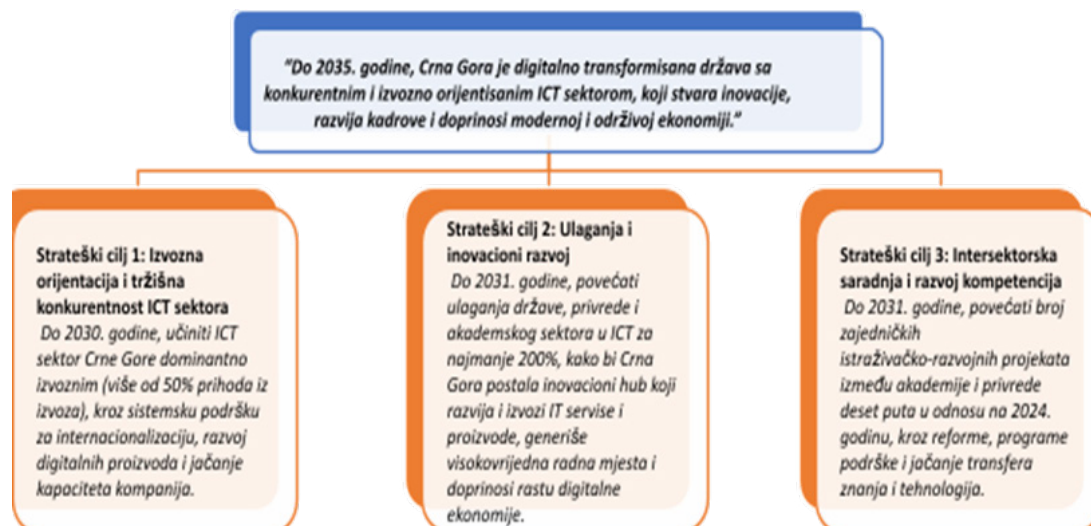 “Do 2035. godine, Crna Gora je digitalno transformisana država sa
konkurentnim i izvozno orijentisanim ICT sektorom, koji stvara inovacije,
razvija kadrove i doprinosi modernoj i održivoj ekonomiji.”
Strateški cilj 1: Izvozna
orijentacija i tržišna
konkurentnost ICT sektora
Do 2030. godine, učiniti ICT
sektor Crne Gore dominantno
izvoznim (više od 50% prihoda iz
izvoza), kroz sistemsku podršku
za internacionalizaciju, razvoj
digitalnih proizvoda i jačanje
kapaciteta kompanija.
Strateški cilj 2: Ulaganja i
inovacioni razvoj
Do 2031. godine, povećati
ulaganja države, privrede i
akademskog sektora u ICT za
najmanje 200%, kako bi Crna
Gora postala inovacioni hub koji
razvija i izvozi IT servise i
proizvode, generiše
visokovrijedna radna mjesta i
doprinosi rastu digitalne
ekonomije.
Strateški cilj 3: Intersektorska
saradnja i razvoj kompetencija
Do 2031. godine, povećati broj
zajedničkih
istraživačko-razvojnih projekata
između akademije i privrede
deset puta u odnosu na 2024.
godinu, kroz reforme, programe
podrške i jačanje transfera
znanja i tehnologija.